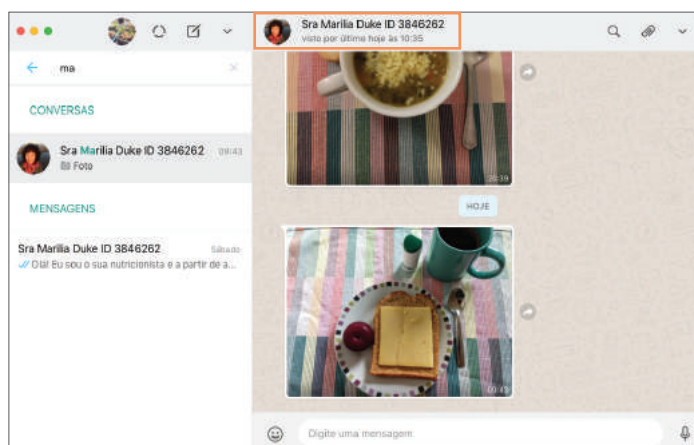 Sra Marilia Duke ID 3846262
visto por último hoje às 10:35
ma
CONVERSAS
Sra Marilia Duke ID 3846262 09:43
Foto
MENSAGENS
Sra Marilia Duke ID 3846262 Sábado
Olá! Eu sou o sua nutricionista e a partir de a...
20:39
HOJE
09:43
Digite uma mensagem